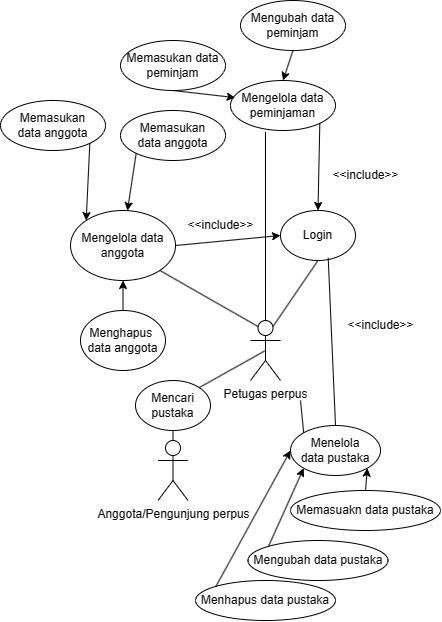 Mengubah data
peminjam
Memasukan data
peminjam
Mengelola data
peminjaman
Memasukan
data anggota
Memasukan
data anggota
<<include>>
<<include>>
Mengelola data
anggota
Login
Menghapus
data anggota
<<include>>
Petugas perpus
Mencari
pustaka
Menelola
data pustaka
Anggota/Pengunjung perpus
Memasuakn data pustaka
Mengubah data pustaka
Menhapus data pustaka